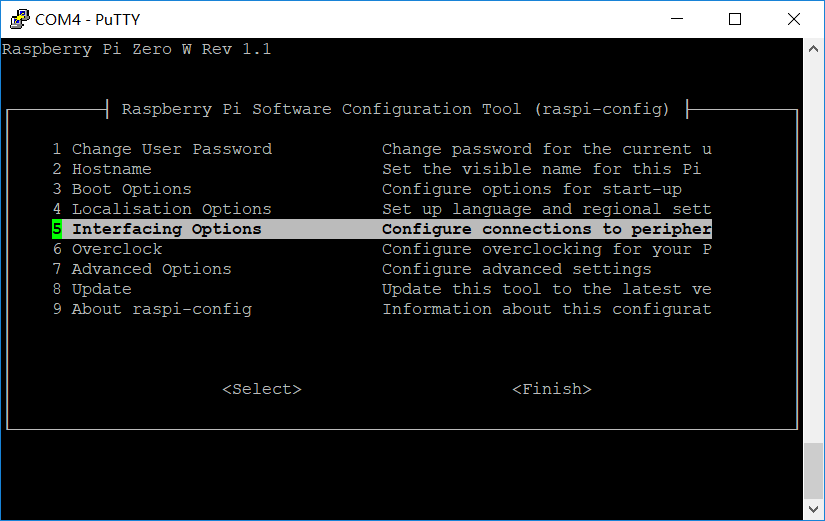 COM4 - PuTTY
Raspberry Pi Zero W Rev 1.1
Raspberry Pi Software Configuration Tool (raspi-config)
1 Change User Password Change password for the current u
2 Hostname Set the visible name for this Pi
3 Boot Options Configure options for start-up
4 Localisation Options Set up language and regional sett
5 Interfacing Options Configure connections to peripher
6 Overclock Configure overclocking for your P
7 Advanced Options Configure advanced settings
8 Update Update this tool to the latest ve
9 About raspi-config Information about this configurat
<Select> <Finish>